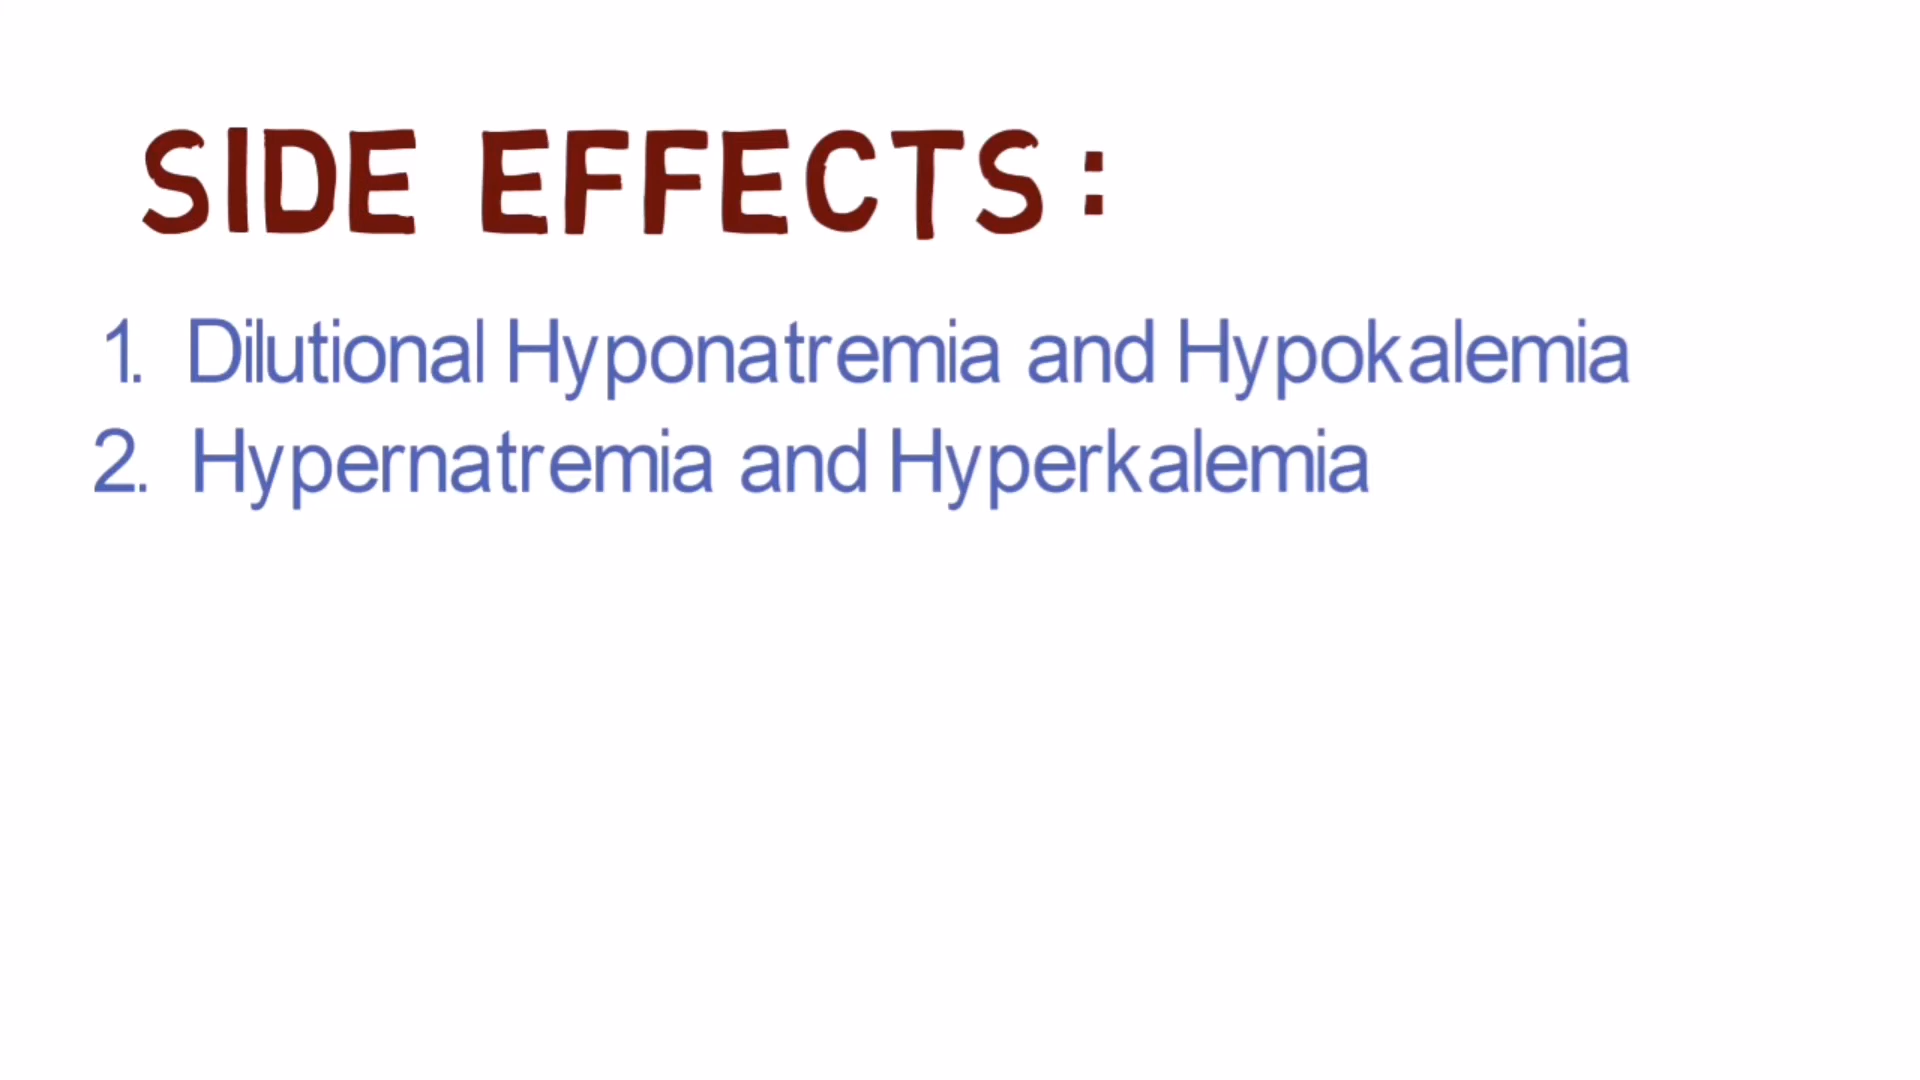 SIDE EFFECTS:
1. Dilutional Hyponatremia and Hypokalemia
2. Hypernatremia and Hyperkalemia